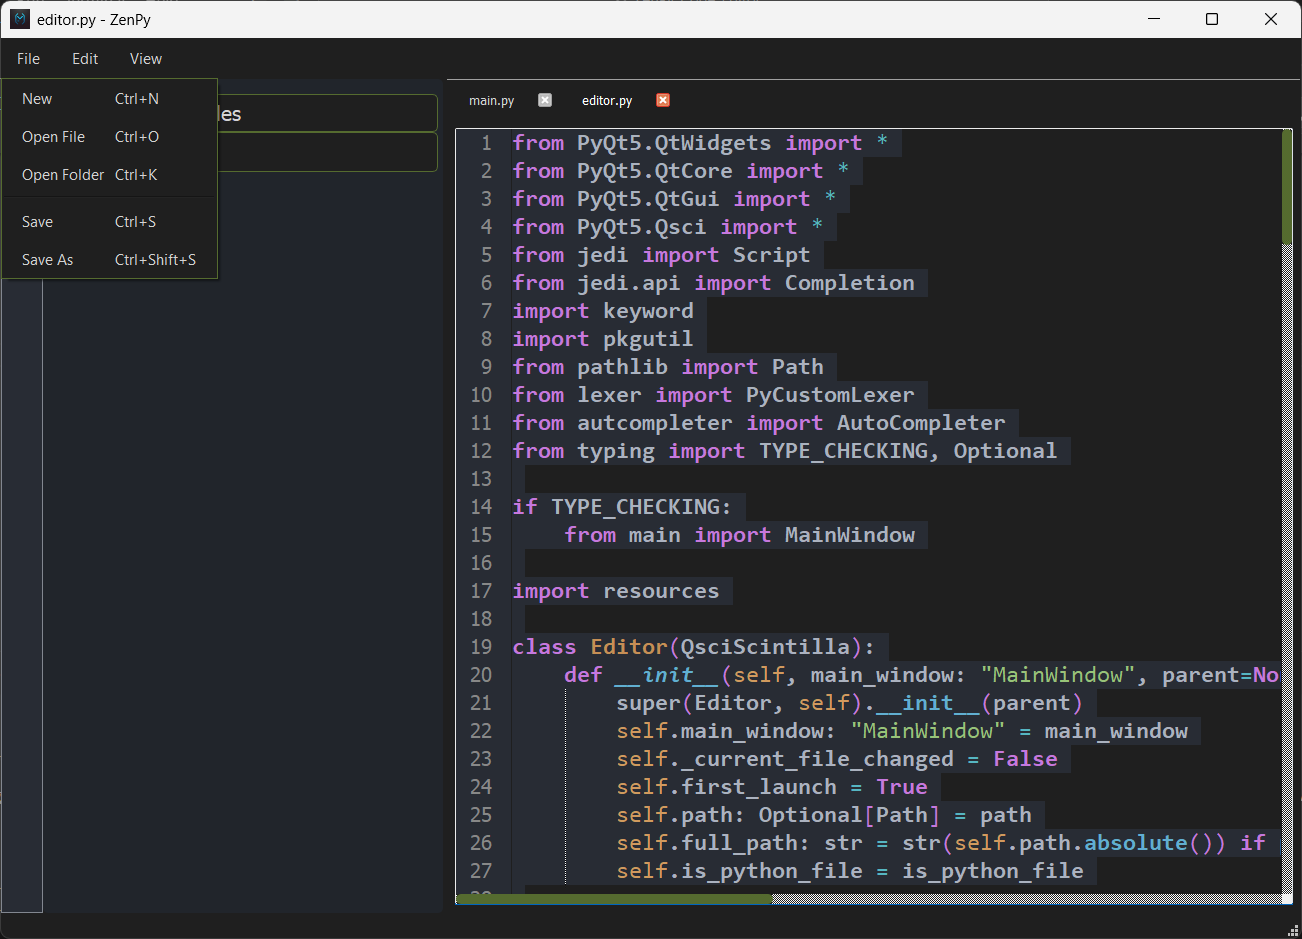 editor.py - ZenPy
File Edit View
New Ctrl+N
Open File Ctrl+O
Open Folder Ctrl+K
Save Ctrl+S
Save As Ctrl+Shift+S
les
main.py editor.py
1 from PyQt5.QtWidgets import *
2 from PyQt5.QtCore import *
3 from PyQt5.QtGui import *
4 from PyQt5.Qsci import *
5 from jedi import Script
6 from jedi.api import Completion
7 import keyword
8 import pkgutil
9 from pathlib import Path
10 from lexer import PyCustomLexer
11 from autcompleter import AutoCompleter
12 from typing import TYPE_CHECKING, Optional
13
14 if TYPE_CHECKING:
15 from main import MainWindow
16
17 import resources
18
19 class Editor(QsciScintilla):
20 def __init__(self, main_window: "MainWindow", parent=No
21 super(Editor, self).__init__(parent)
22 self.main_window: "MainWindow" = main_window
23 self._current_file_changed = False
24 self.first_launch = True
25 self.path: Optional[Path] = path
26 self.full_path: str = str(self.path.absolute()) if
27 self.is_python_file = is_python_file